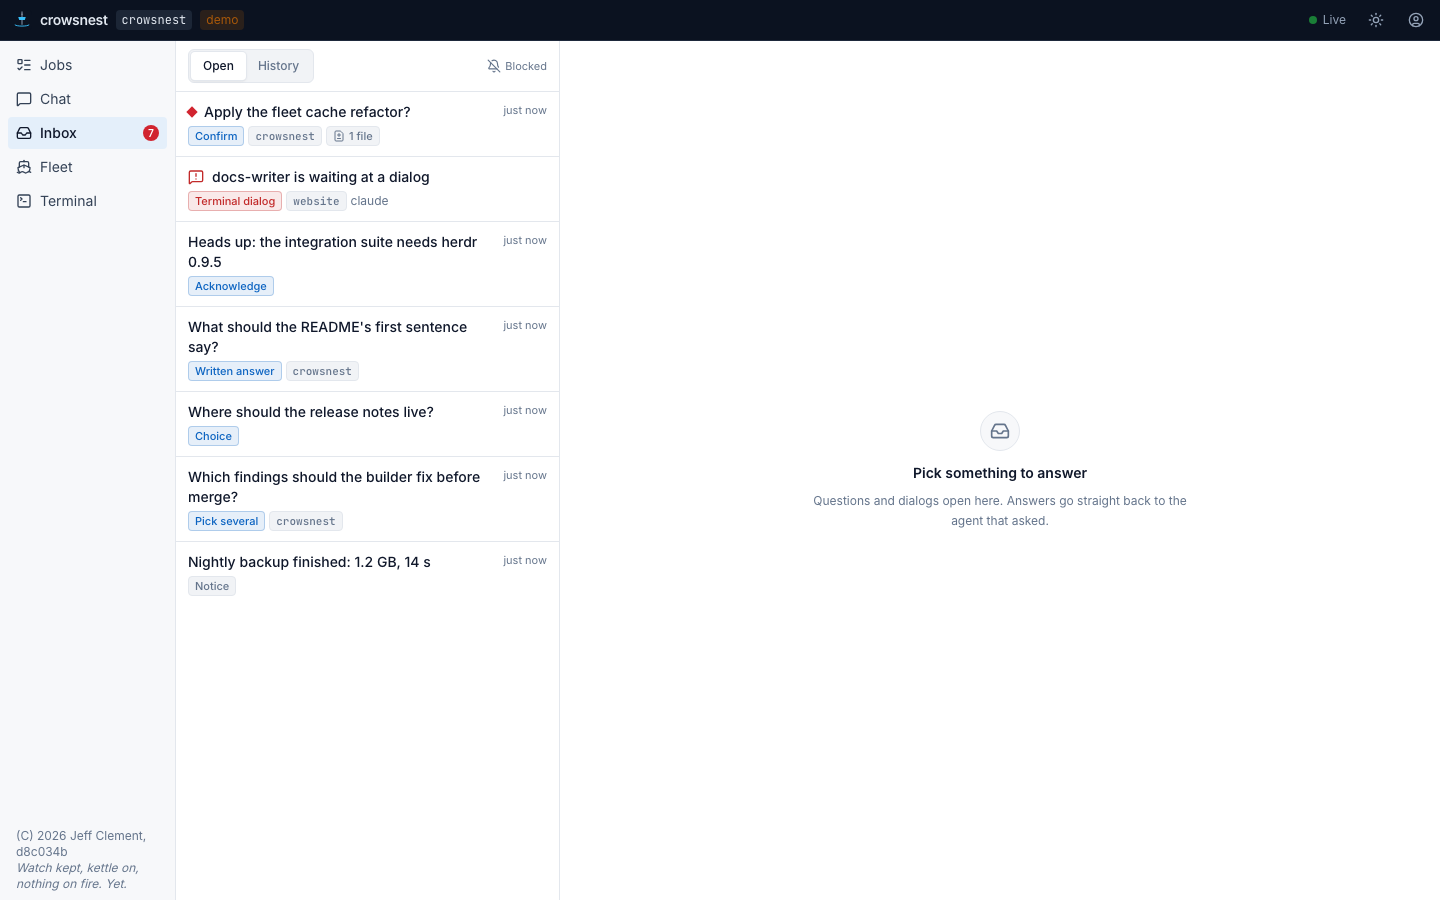 crowsnest crowsnest demo
Live
Jobs
Chat
Inbox 7
Fleet
Terminal
(C) 2026 Jeff Clement,
d8c034b
Watch kept, kettle on,
nothing on fire. Yet.
Open History Blocked
Apply the fleet cache refactor? just now
Confirm crowsnest 1 file
docs-writer is waiting at a dialog
Terminal dialog website claude
Heads up: the integration suite needs herdr just now
0.9.5
Acknowledge
What should the README's first sentence just now
say?
Written answer crowsnest
Where should the release notes live? just now
Choice
Which findings should the builder fix before just now
merge?
Pick several crowsnest
Nightly backup finished: 1.2 GB, 14 s just now
Notice
Pick something to answer
Questions and dialogs open here. Answers go straight back to the
agent that asked.